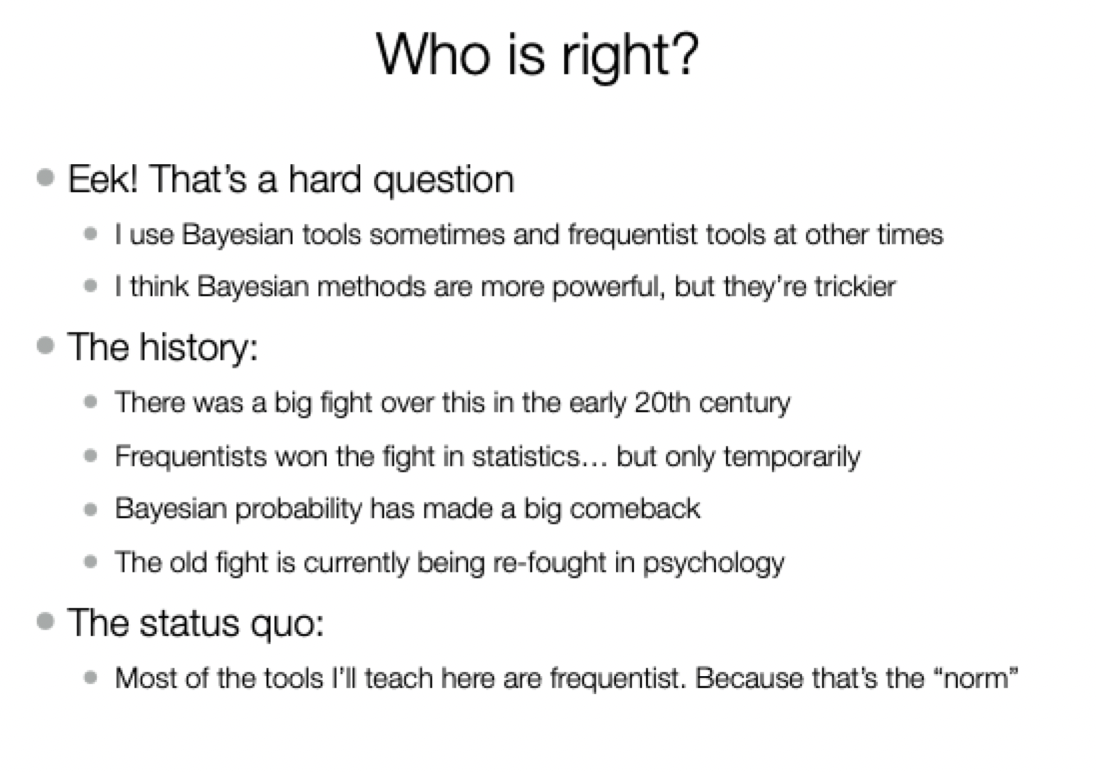 Who is right?
Eek! That’s a hard question
I use Bayesian tools sometimes and frequentist tools at other times
I think Bayesian methods are more powerful, but they’re trickier
The history:
There was a big fight over this in the early 20th century
Frequentists won the fight in statistics… but only temporarily
Bayesian probability has made a big comeback
The old fight is currently being re-fought in psychology
The status quo:
Most of the tools I’ll teach here are frequentist. Because that’s the “norm”